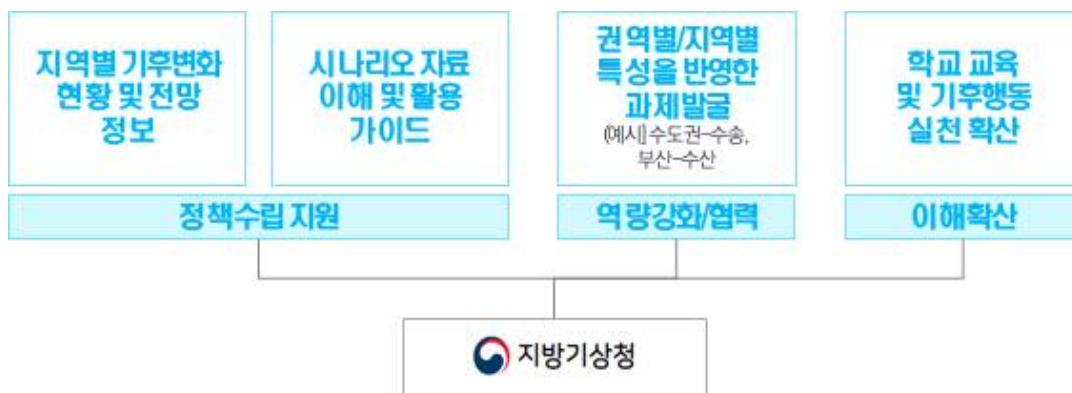 지역별 기후변화
현황 및 전망
정보
시나리오 자료
이해 및 활용
가이드
권역별/지역별
특성을 반영한
과제발굴
(예시) 수도권-수송,
부산-수산
학교 교육
및 기후행동
실천 확산
정책수립 지원
역량강화/협력
이해확산
지방기상청